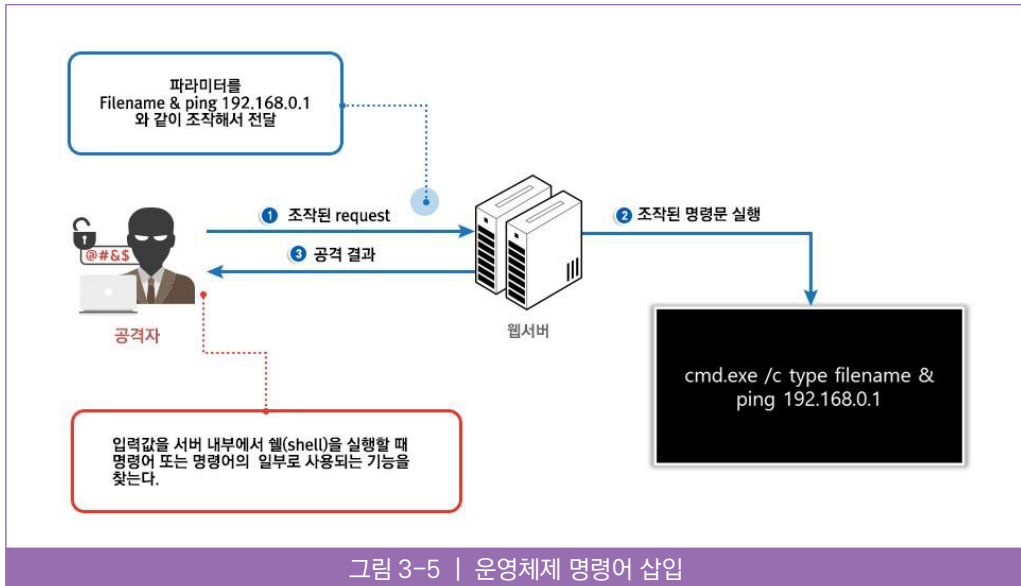 파라미터를
Filename & ping 192.168.0.1
와 같이 조작해서 전달
1 조작된 request
2 조작된 명령문 실행
3 공격 결과
@#&$
공격자
웹서버
cmd.exe /c type filename &
ping 192.168.0.1
입력값을 서버 내부에서 쉘(shell)을 실행할 때
명령어 또는 명령어의 일부로 사용되는 기능을
찾는다.
그림 3-5 | 운영체제 명령어 삽입